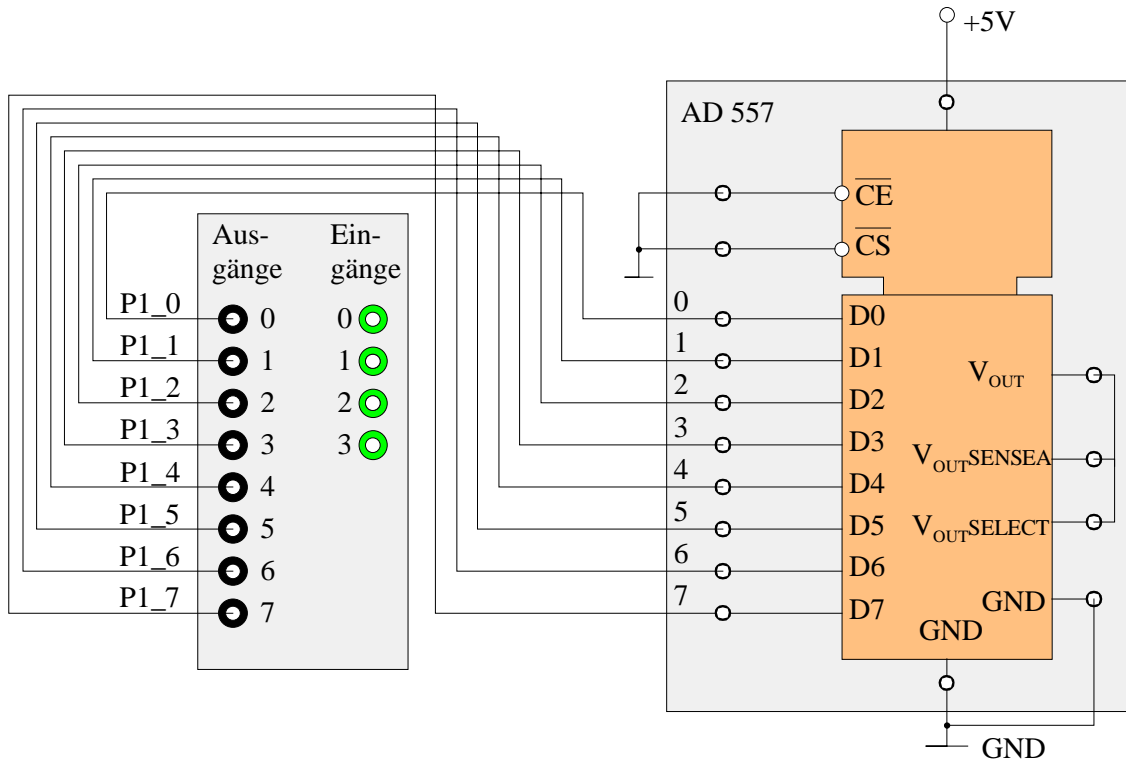 +5V
AD 557
CE
CS
Aus-
gänge
Ein-
gänge
P1_0
P1_1
P1_2
P1_3
P1_4
P1_5
P1_6
P1_7
0
1
2
3
4
5
6
7
0
1
2
3
0
1
2
3
4
5
6
7
D0
D1
D2
D3
D4
D5
D6
D7
VOUT
VOUTSENSEA
VOUTSELECT
GND
GND
GND